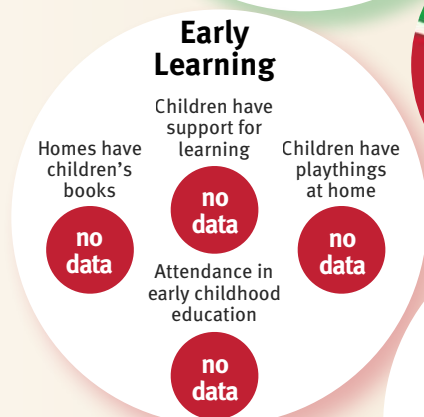 Early
Learning
Children have
support for
learning
no
data
Homes have
children’s
books
no
data
Children have
playthings
at home
no
data
Attendance in
early childhood
education
no
data